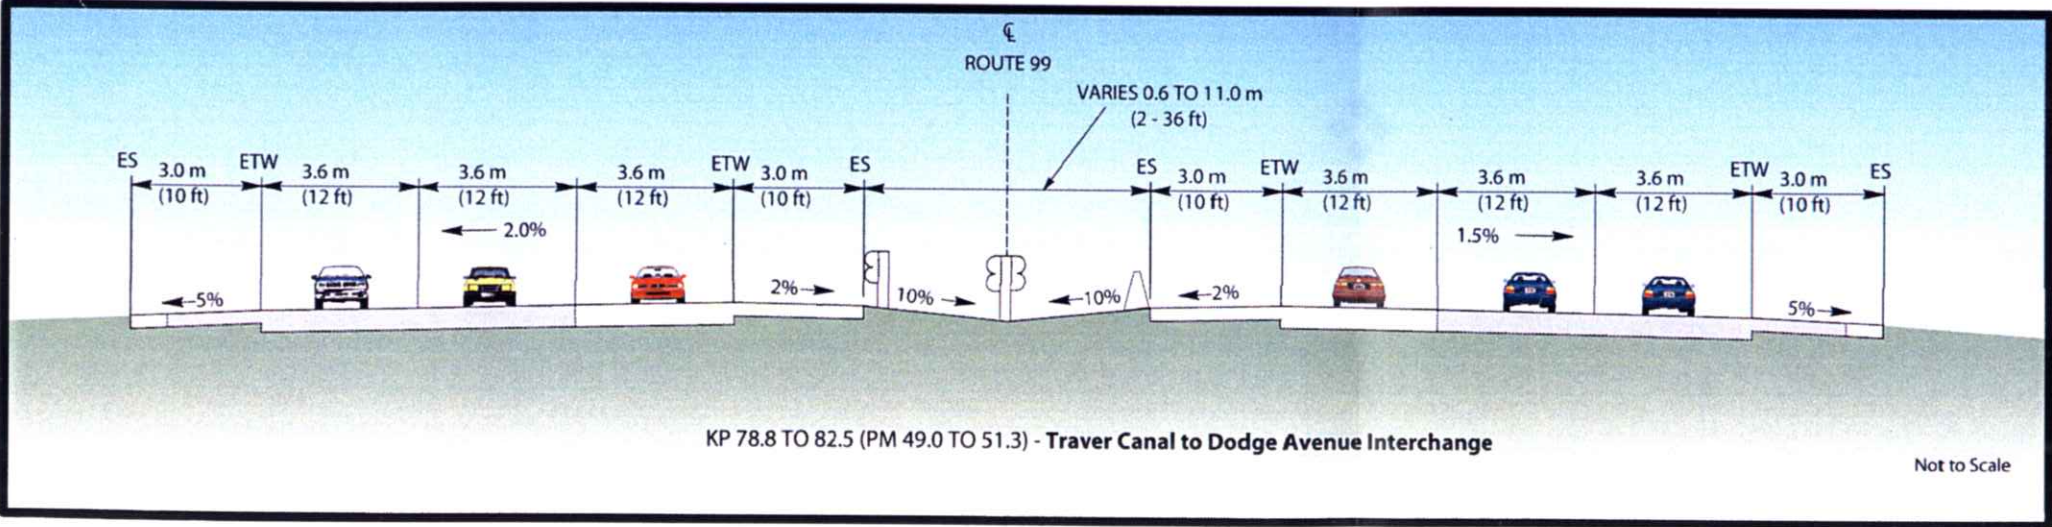 ℄
ROUTE 99
VARIES 0.6 TO 11.0 m
(2 - 36 ft)
ES 3.0 m ETW 3.6 m 3.6 m 3.6 m ETW 3.0 m ES ES 3.0 m ETW 3.6 m 3.6 m 3.6 m ETW 3.0 m ES
(10 ft) (12 ft) (12 ft) (12 ft) (10 ft) (10 ft) (12 ft) (12 ft) (12 ft) (10 ft)
2.0% 1.5%
5% 2% 10% 10% 2% 5%
KP 78.8 TO 82.5 (PM 49.0 TO 51.3) - Traver Canal to Dodge Avenue Interchange
Not to Scale